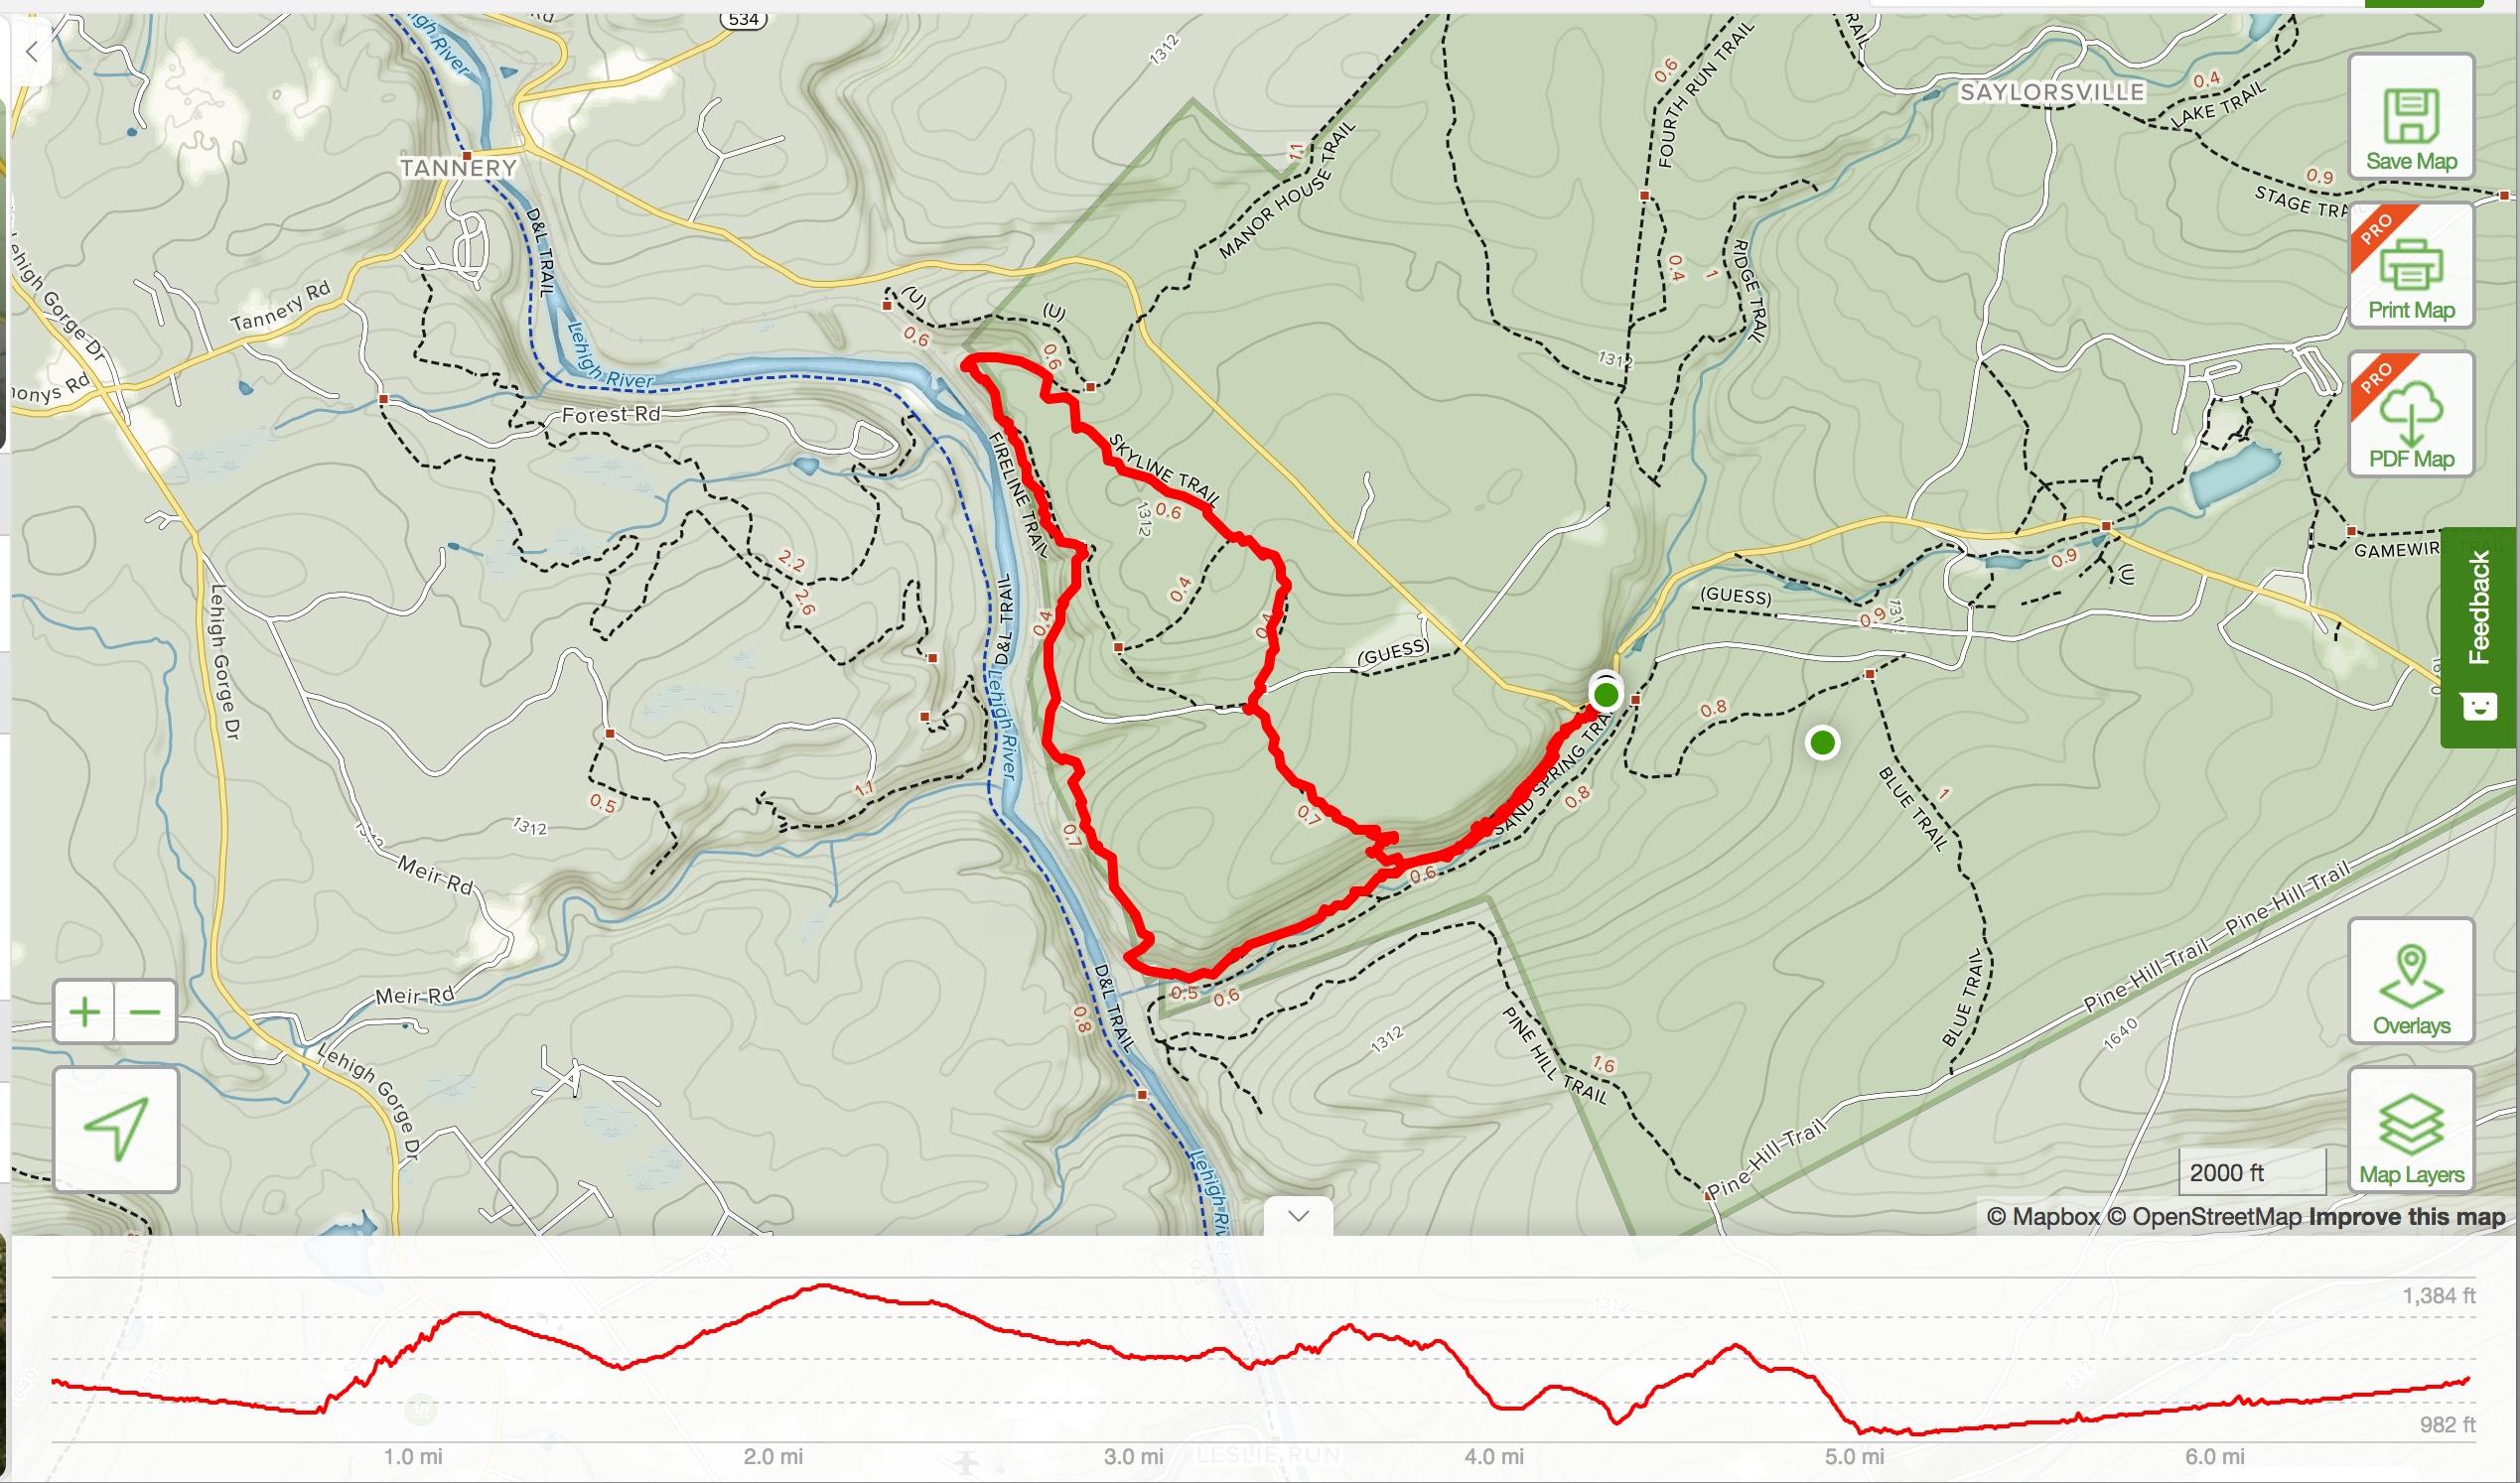 534
1312
TANNERY
Tannery Rd
Lehigh Gorge Dr
D&L TRAIL
Lehigh River
Forest Rd
(U)
0.6
(U)
0.6
1.1
MANOR HOUSE TRAIL
0.6
FOURTH RUN TRAIL
0.4
1
RIDGE TRAIL
1312
TRAIL
SAYLORSVILLE
0.4
LAKE TRAIL
0.9
STAGE TRA
Save Map
PRO
Print Map
PRO
PDF Map
Feedback
GAMEWIR
SKYLINE TRAIL
0.6
1312
FIRELINE TRAIL
0.4
0.4
0.4
(GUESS)
(GUESS)
0.9
0.9
(U)
2.2
2.6
D&L TRIAL
Lehigh River
Lehigh Gorge Dr
0.8
1
BLUE TRAIL
BLUE TRAIL
SAND SPRING TRA
0.8
0.7
0.6
0.7
1.1
0.5
1312
Meir Rd
Meir Rd
Lehigh Gorge Dr
D&L TRAIL
0.8
0.5
0.6
1312
PINE HILL TRAIL
1.6
Pine-Hill-Trail
Pine-Hill-Trail
Pine-Hill-Trail
1640
Lehigh River
Overlays
Map Layers
2000 ft
© Mapbox © OpenStreetMap Improve this map
1,384 ft
982 ft
1.0 mi
2.0 mi
3.0 mi
4.0 mi
5.0 mi
6.0 mi
LESLIE RUN